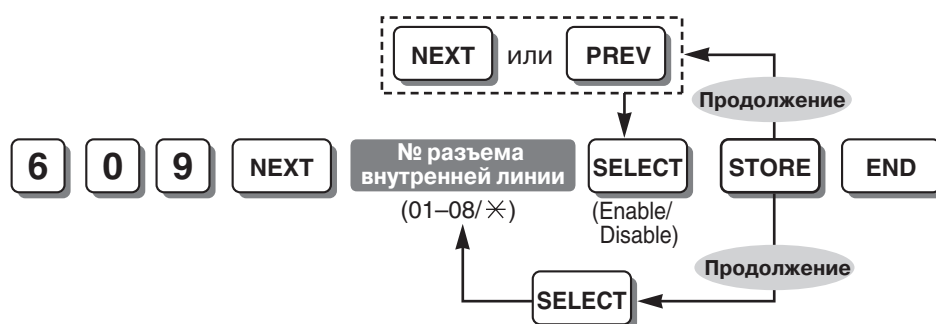 NEXT или PREV
Продолжение
6 0 9 NEXT № разъема внутренней линии SELECT STORE END
(01–08/✳)
(Enable/
Disable)
Продолжение
SELECT